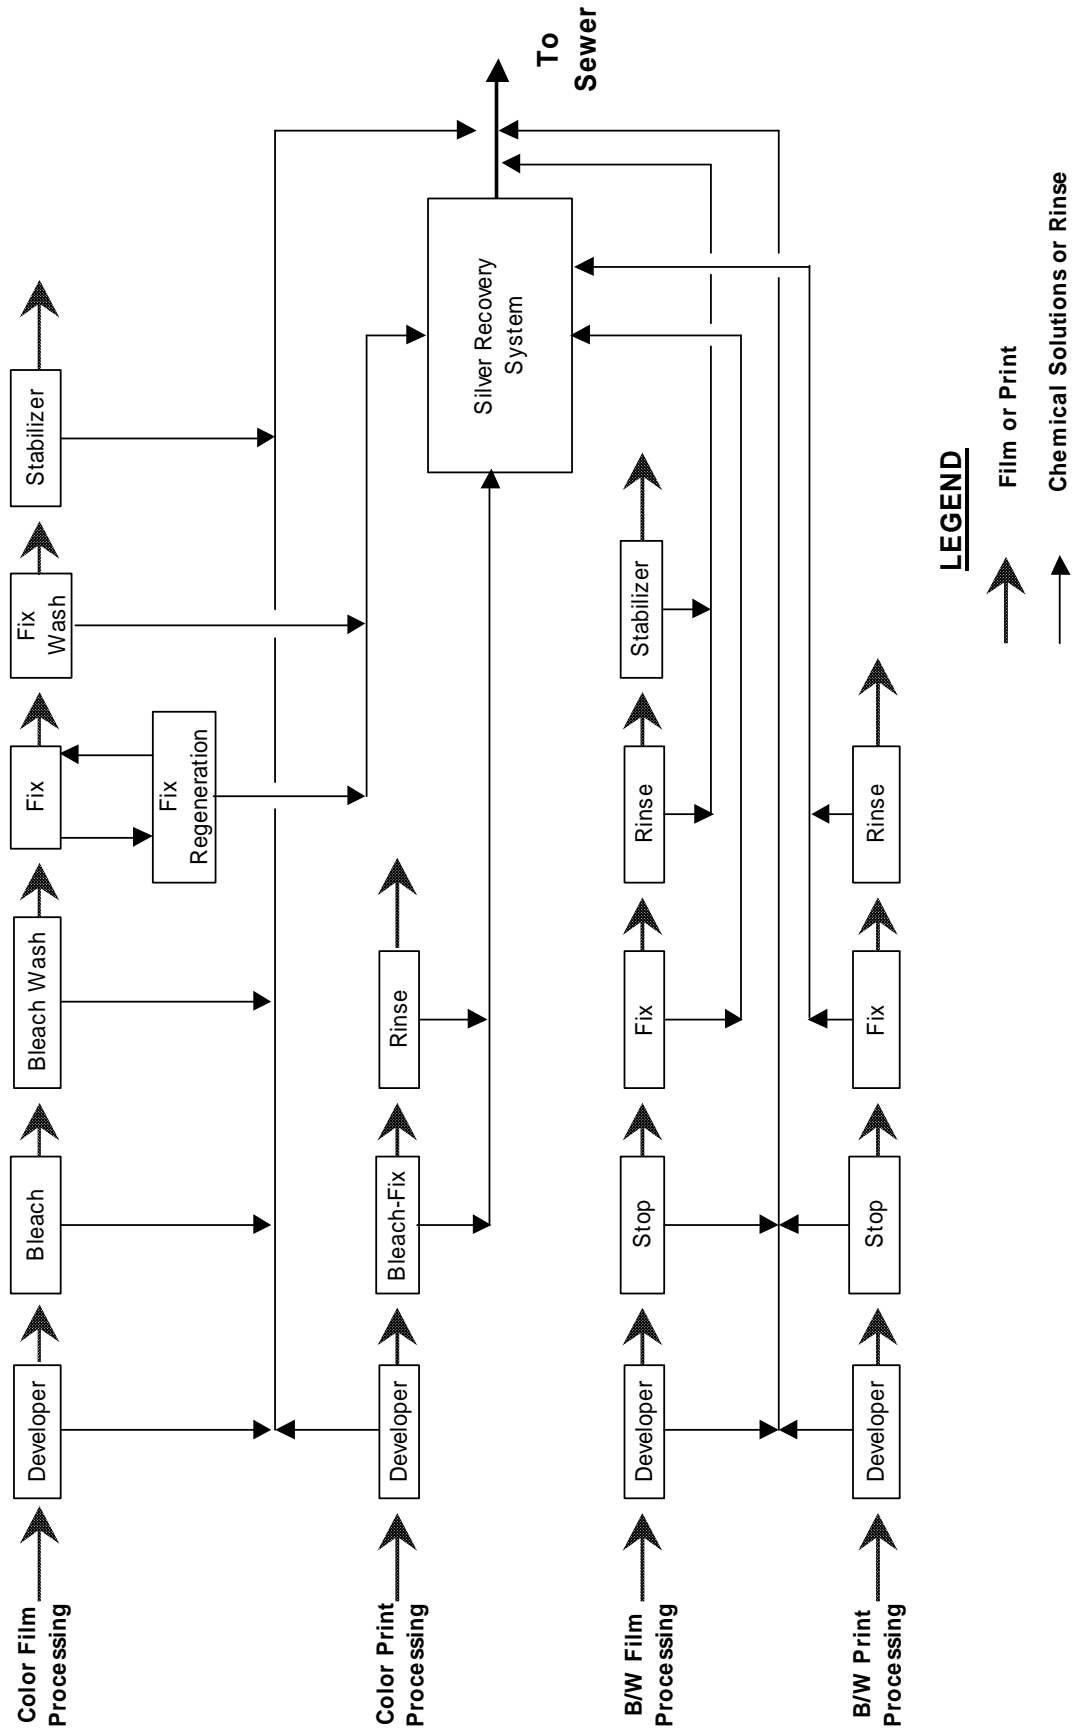 Color Film
Processing
Developer
Bleach
Bleach Wash
Fix
Fix
Wash
Stabilizer
Fix
Regeneration
Color Print
Processing
Developer
Bleach-Fix
Rinse
Silver Recovery
System
To
Sewer
B/W Film
Processing
Developer
Stop
Fix
Rinse
Stabilizer
B/W Print
Processing
Developer
Stop
Fix
Rinse
LEGEND
Film or Print
Chemical Solutions or Rinse